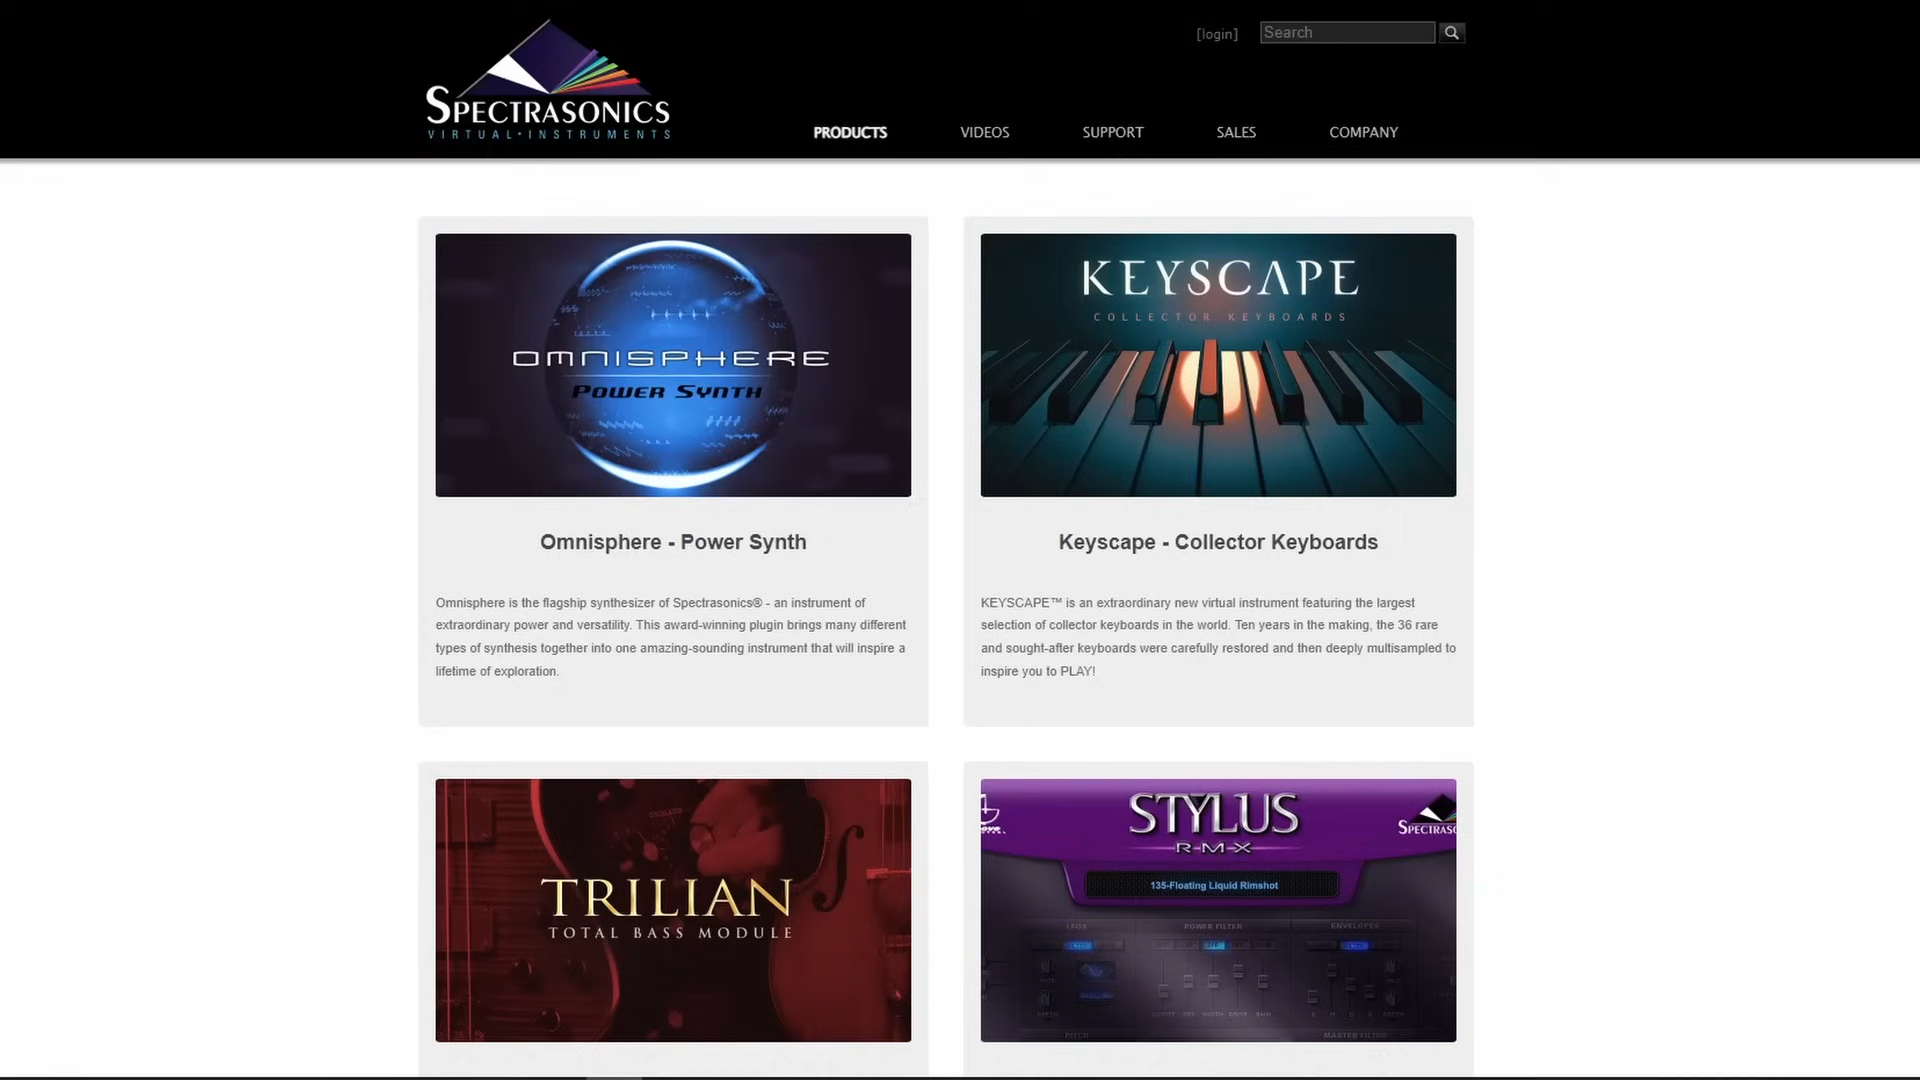 [login]
Search
SPECTRASONICS
VIRTUAL•INSTRUMENTS
PRODUCTS
VIDEOS
SUPPORT
SALES
COMPANY
OMNISPHERE
POWER SYNTH
KEYSCAPE
COLLECTOR KEYBOARDS
Omnisphere - Power Synth
Omnisphere is the flagship synthesizer of Spectrasonics® - an instrument of
extraordinary power and versatility. This award-winning plugin brings many different
types of synthesis together into one amazing-sounding instrument that will inspire a
lifetime of exploration.
Keyscape - Collector Keyboards
KEYSCAPE™ is an extraordinary new virtual instrument featuring the largest
selection of collector keyboards in the world. Ten years in the making, the 36 rare
and sought-after keyboards were carefully restored and then deeply multisampled to
inspire you to PLAY!
TRILIAN
TOTAL BASS MODULE
STYLUS
R-M-X
SPECTRASO
135-Floating Liquid Rimshot
LFOS
POWER FILTER
ENVELOPES
PITCH
MASTER FILTER